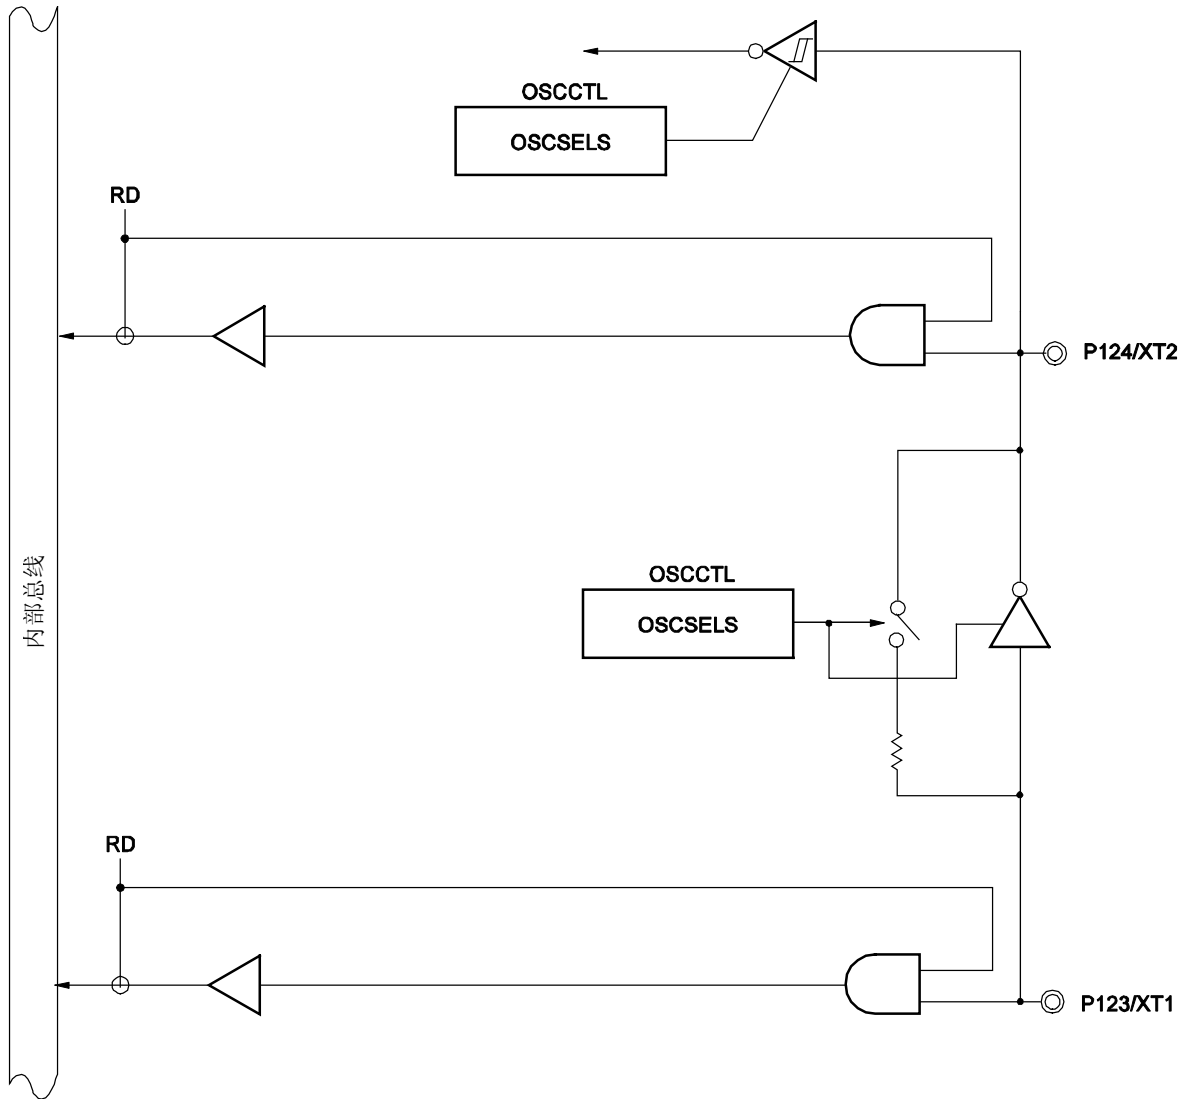 OSCCTL
OSCSELS
RD
P124/XT2
内部总线
OSCCTL
OSCSELS
RD
P123/XT1